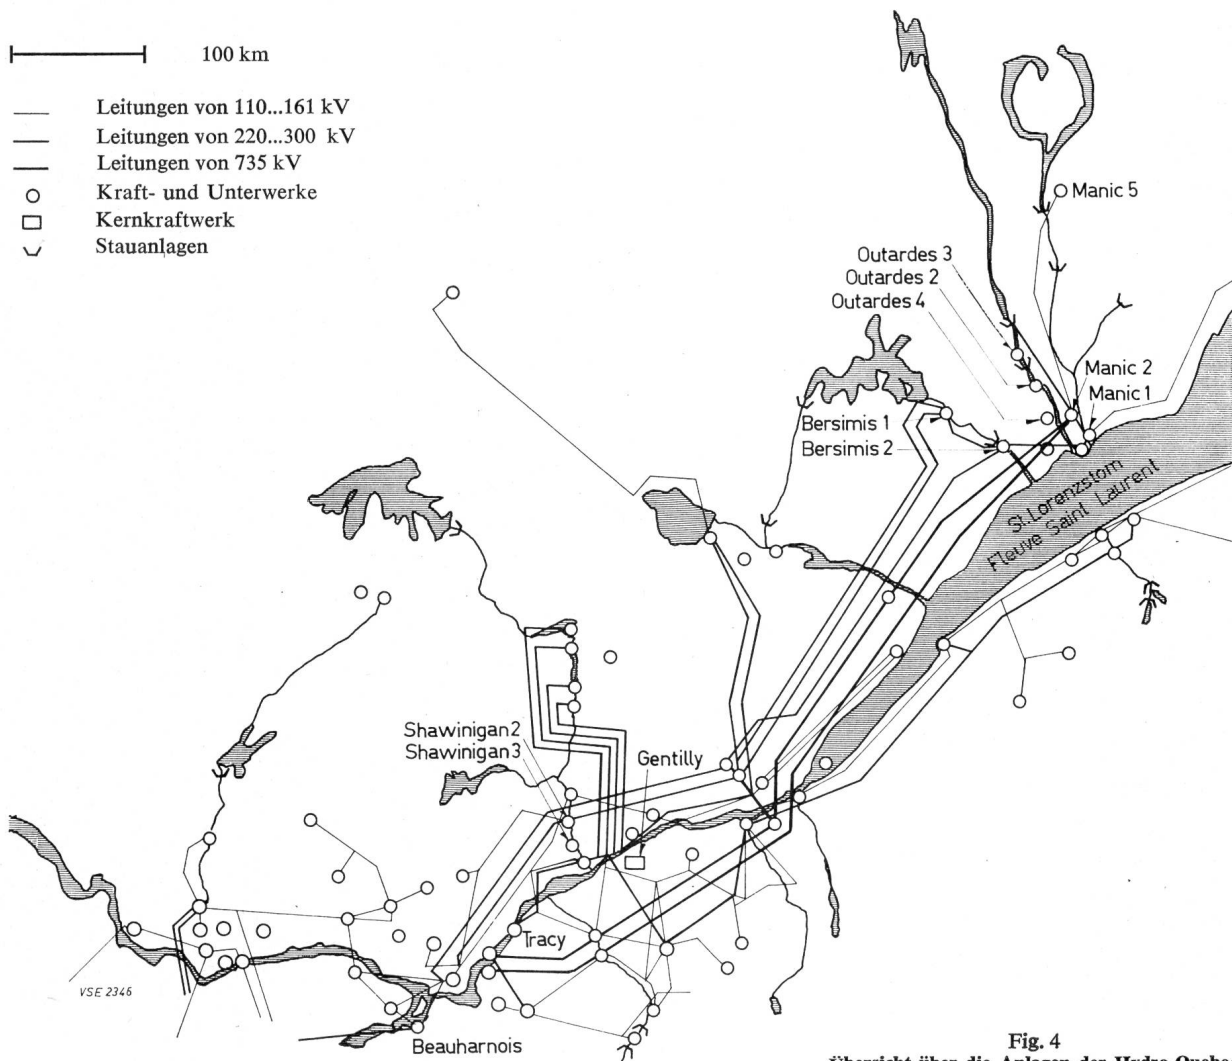 100 km
Leitungen von 110...161 kV
Leitungen von 220...300 kV
Leitungen von 735 kV
Kraft- und Unterwerke
Kernkraftwerk
Stauanlagen
Manic 5
Outardes 3
Outardes 2
Outardes 4
Manic 2
Manic 1
Bersimis 1
Bersimis 2
St. Lorenzstom
Fleuve Saint Laurent
Shawinigan 2
Shawinigan 3
Gentilly
Tracy
VSE 2346
Beauharnois
Fig. 4